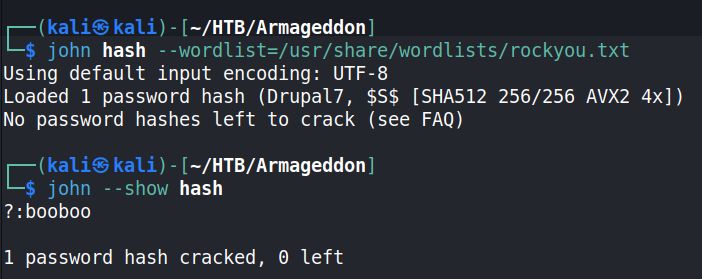 ┌──(kali㉿kali)-[~/HTB/Armageddon]
└─$ john hash --wordlist=/usr/share/wordlists/rockyou.txt
Using default input encoding: UTF-8
Loaded 1 password hash (Drupal7, $S$ [SHA512 256/256 AVX2 4x])
No password hashes left to crack (see FAQ)
┌──(kali㉿kali)-[~/HTB/Armageddon]
└─$ john --show hash
?:booboo
1 password hash cracked, 0 left